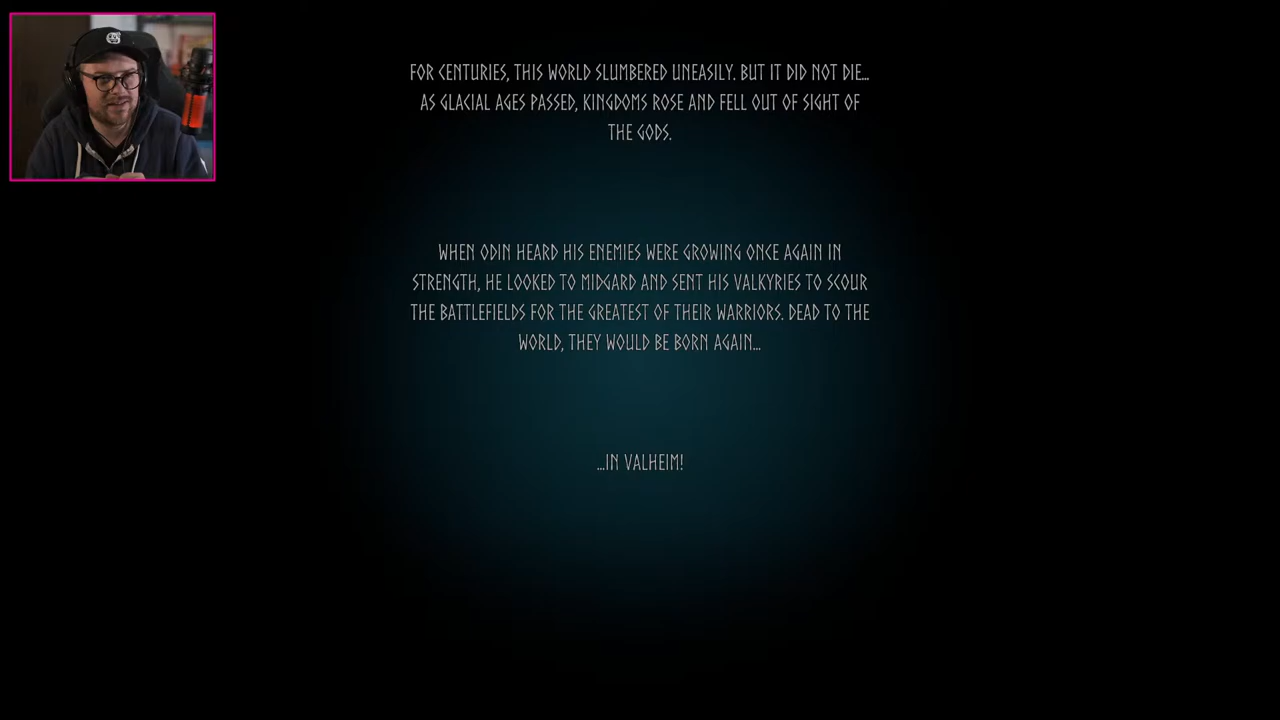 FOR CENTURIES, THIS WORLD SLUMBERED UNEASILY. BUT IT DID NOT DIE...
AS GLACIAL AGES PASSED, KINGDOMS ROSE AND FELL OUT OF SIGHT OF
THE GODS.
WHEN ODIN HEARD HIS ENEMIES WERE GROWING ONCE AGAIN IN
STRENGTH, HE LOOKED TO MIDGARD AND SENT HIS VALKYRIES TO SCOUR
THE BATTLEFIELDS FOR THE GREATEST OF THEIR WARRIORS. DEAD TO THE
WORLD, THEY WOULD BE BORN AGAIN...
...IN VALHEIM!